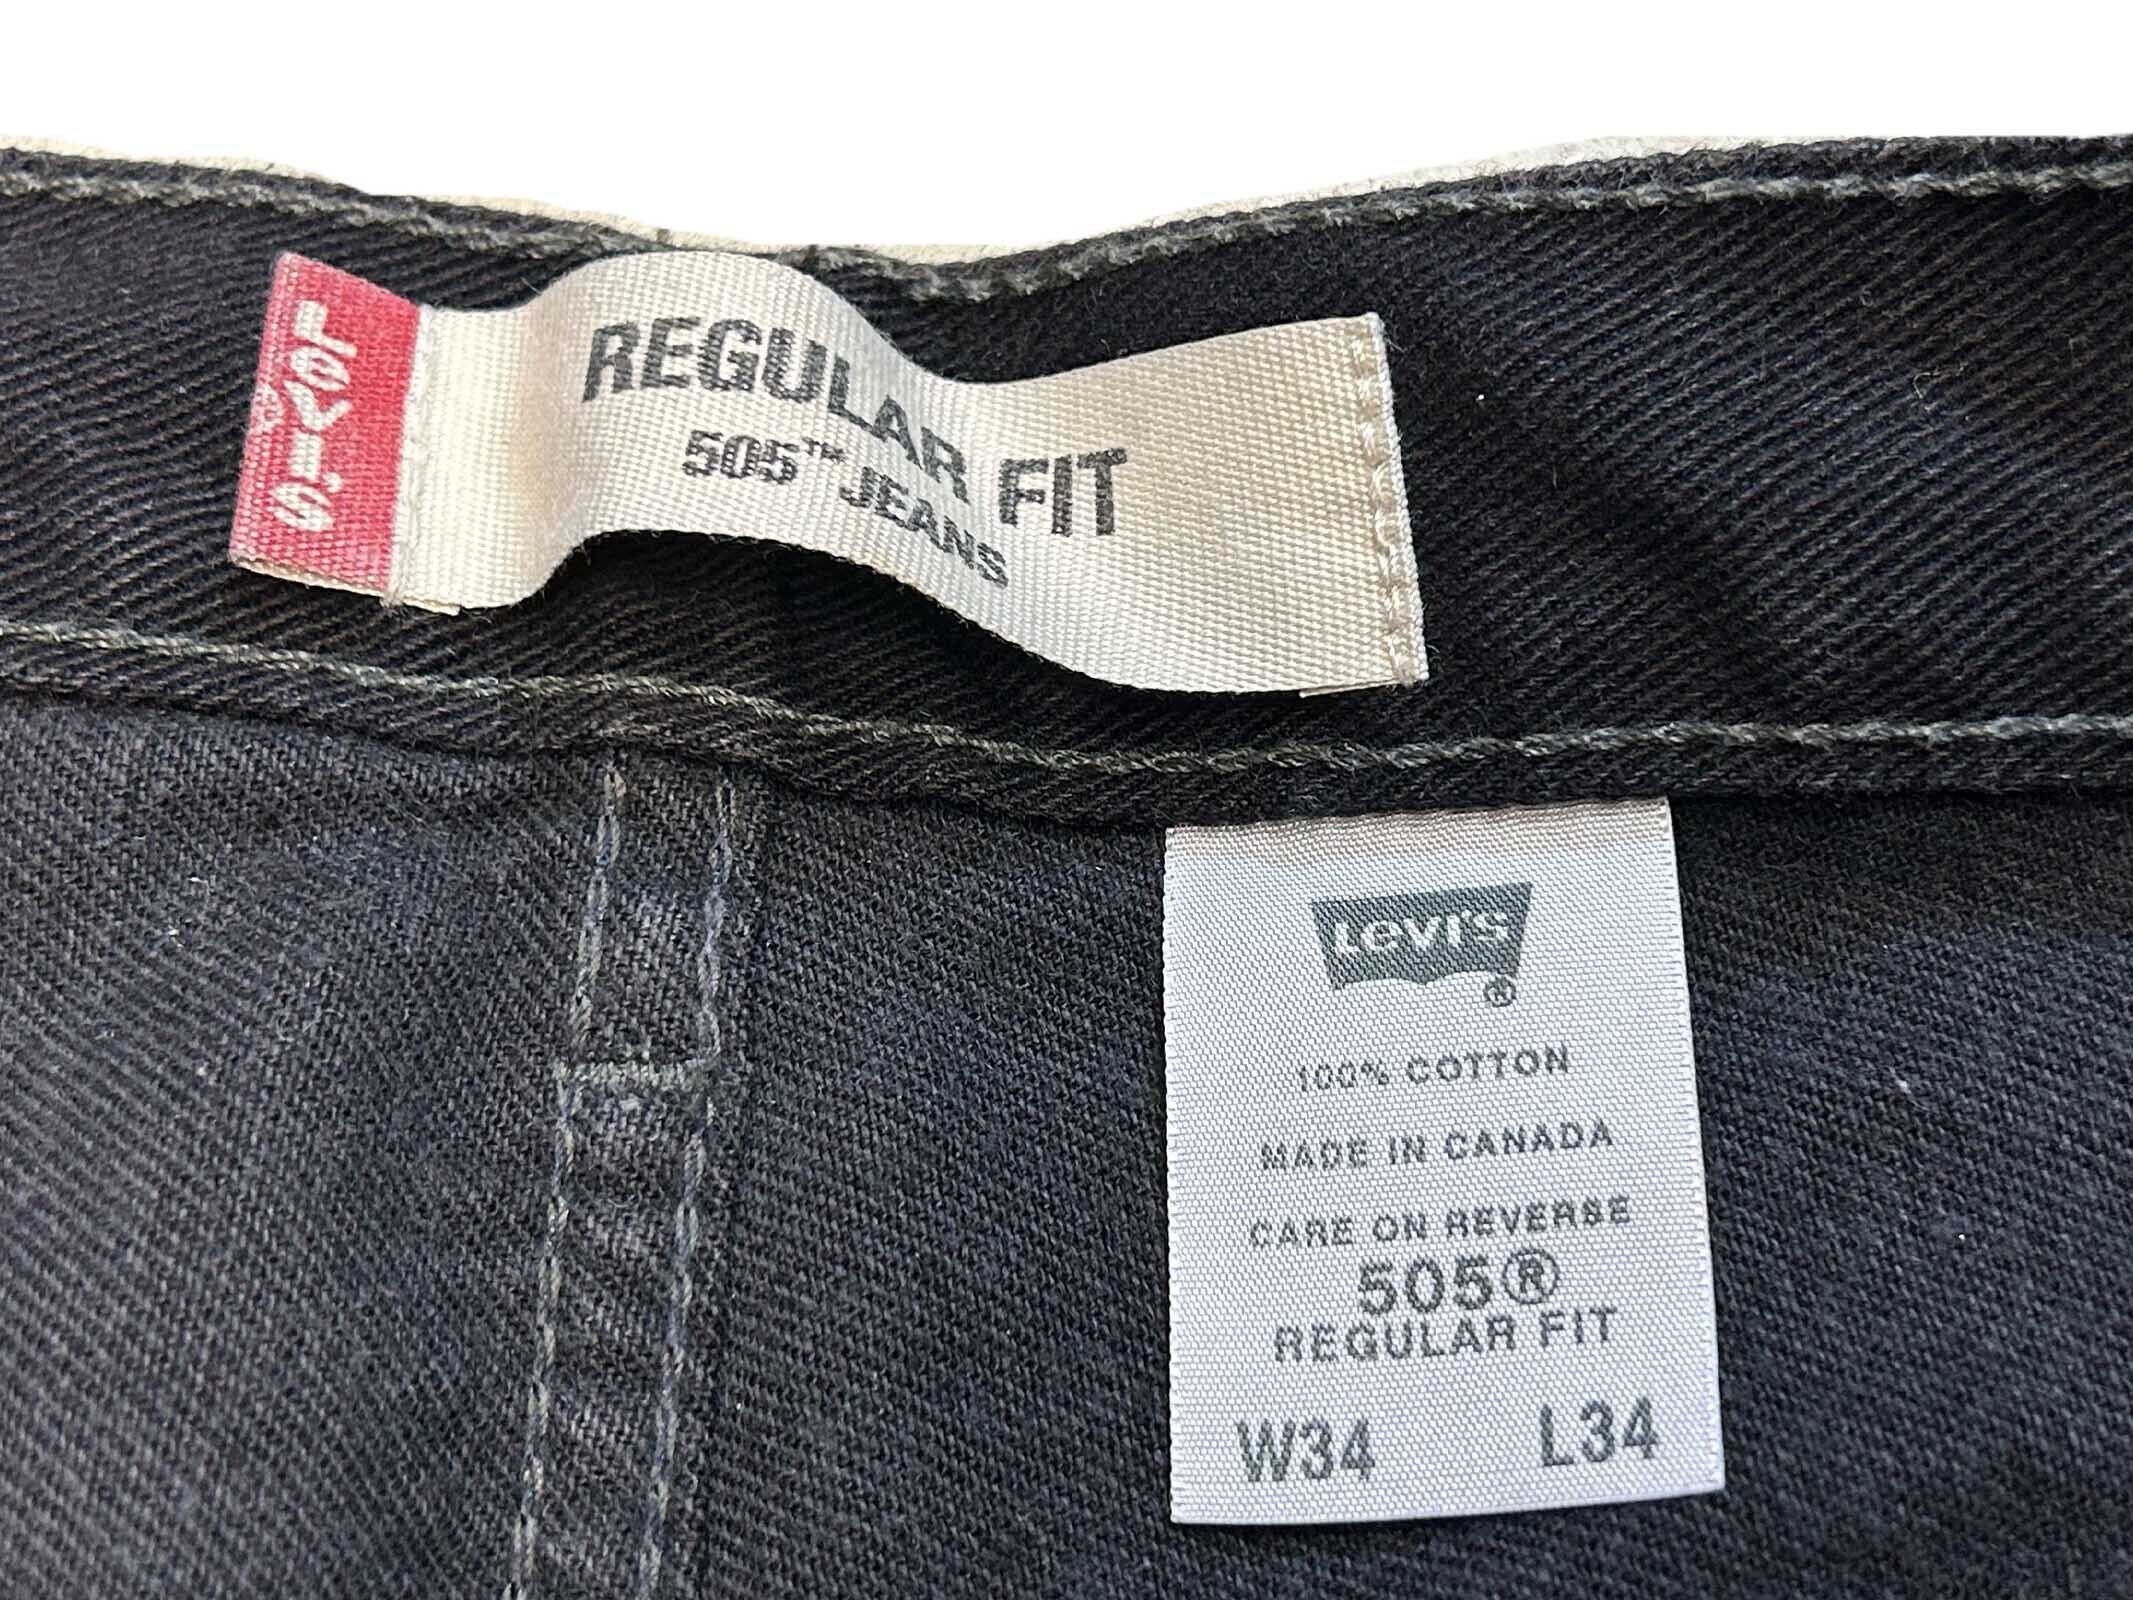 LEVI'S
®
REGULAR FIT
505™ JEANS
Levi's
®
100% COTTON
MADE IN CANADA
CARE ON REVERSE
505®
REGULAR FIT
W34 L34